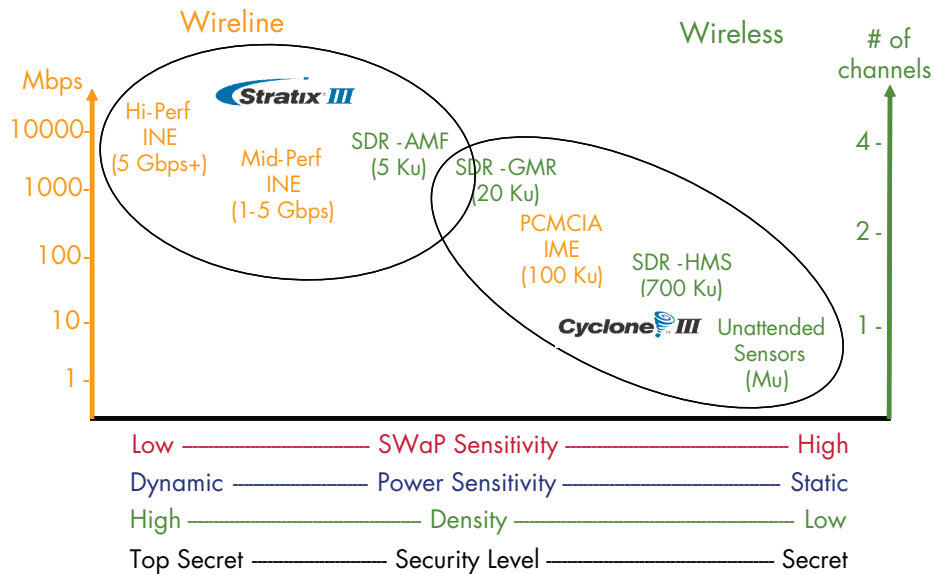 Wireline
Wireless
Mbps
# of
channels
Stratix III
Hi-Perf
INE
(5 Gbps+)
Mid-Perf
INE
(1-5 Gbps)
SDR -AMF
(5 Ku)
SDR -GMR
(20 Ku)
PCMCIA
IME
(100 Ku)
SDR -HMS
(700 Ku)
Cyclone III
Unattended
Sensors
(Mu)
10000-
1000-
100-
10-
1-
4-
2-
1-
Low SWaP Sensitivity High
Dynamic Power Sensitivity Static
High Density Low
Top Secret Security Level Secret